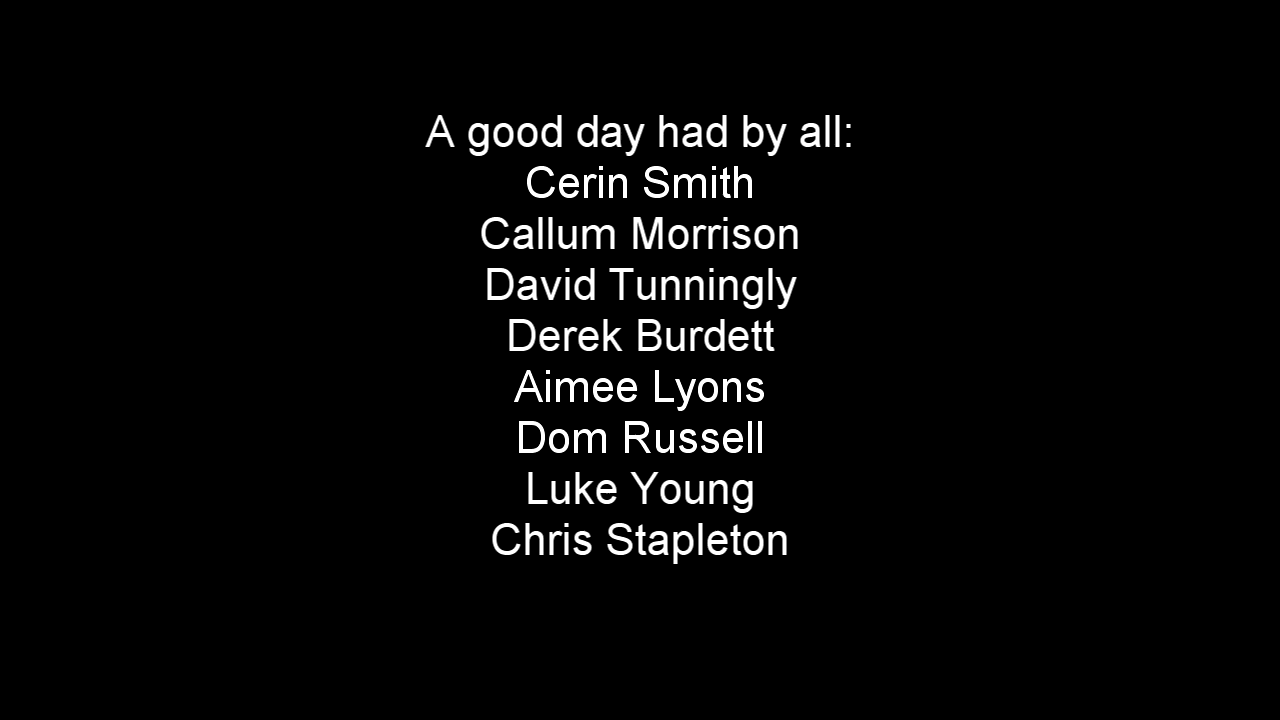 A good day had by all:
Cerin Smith
Callum Morrison
David Tunningly
Derek Burdett
Aimee Lyons
Dom Russell
Luke Young
Chris Stapleton